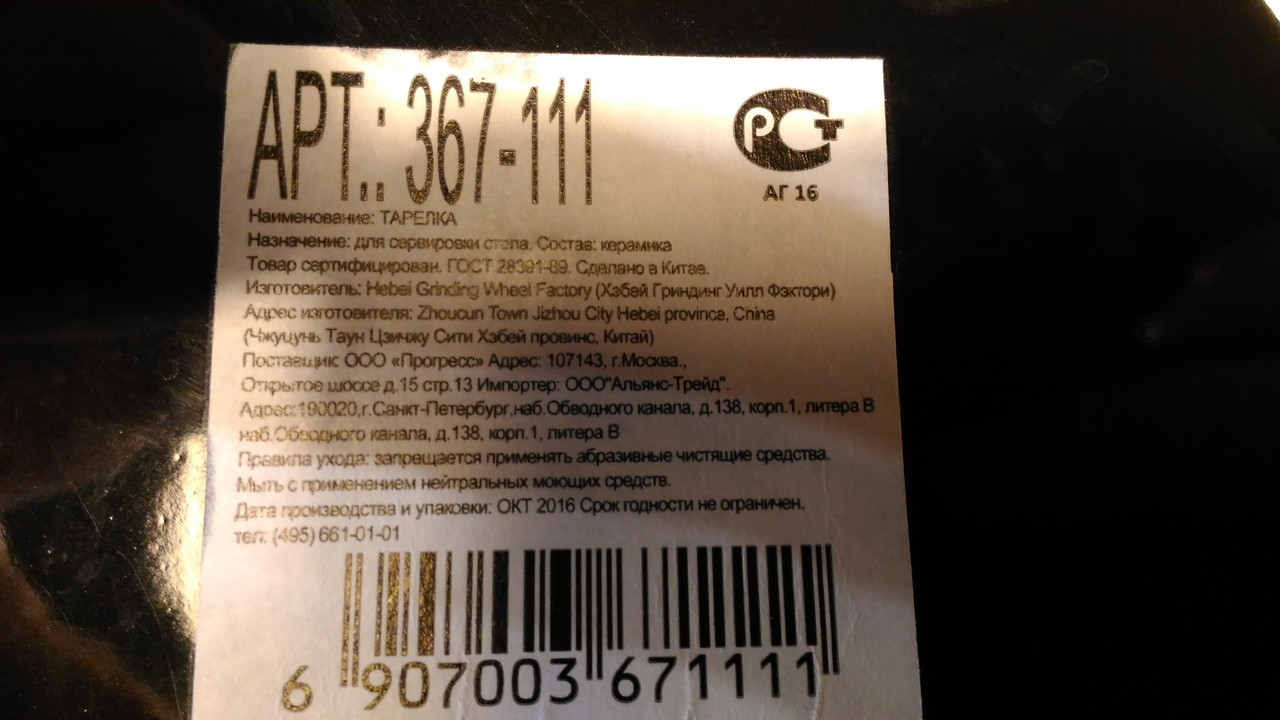 АРТ.: 367-111
РСТ
АГ 16
Наименование: ТАРЕЛКА
Назначение: для сервировки стола. Состав: керамика
Товар сертифицирован. ГОСТ 28391-89. Сделано в Китае.
Изготовитель: Hebei Grinding Wheel Factory (Хэбей Гриндинг Уилл Фэктори)
Адрес изготовителя: Zhoucun Town Jizhou City Hebei province, China
(Чжуцунь Таун Цзичжу Сити Хэбей провинс, Китай)
Поставщик: ООО «Прогресс» Адрес: 107143, г.Москва.,
Открытое шоссе д.15 стр.13 Импортер: ООО"Альянс-Трейд".
Адрес:190020,г.Санкт-Петербург,наб.Обводного канала, д.138, корп.1, литера В
наб.Обводного канала, д.138, корп.1, литера В
Правила ухода: запрещается применять абразивные чистящие средства.
Мыть с применением нейтральных моющих средств.
Дата производства и упаковки: ОКТ 2016 Срок годности не ограничен.
тел: (495) 661-01-01
6 907003 671111